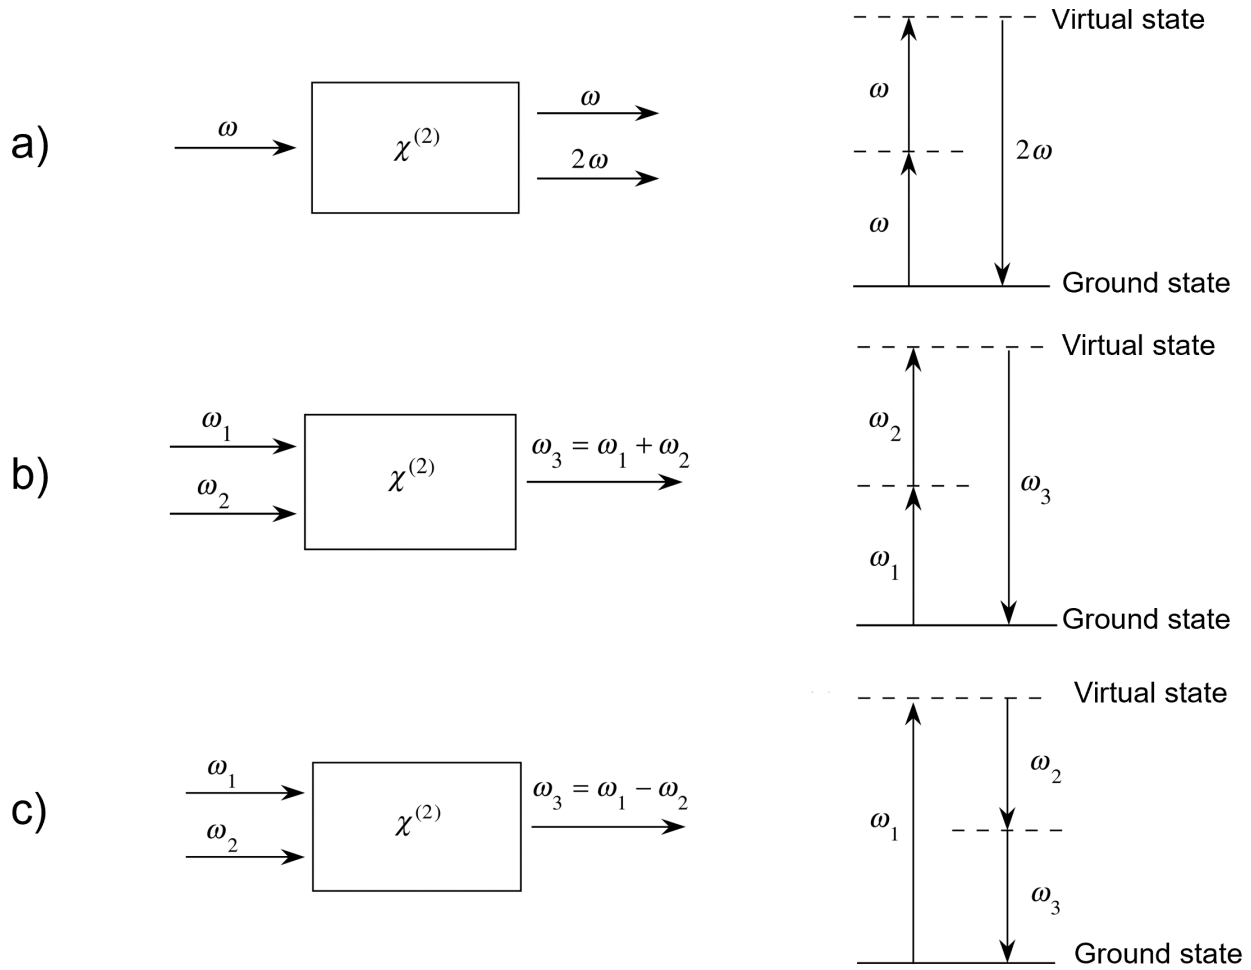 a)
ω
χ(2)
ω
2ω
ω
ω
2ω
Virtual state
Ground state
b)
ω1
ω2
χ(2)
ω3 = ω1 + ω2
ω2
ω1
ω3
Virtual state
Ground state
c)
ω1
ω2
χ(2)
ω3 = ω1 − ω2
ω1
ω2
ω3
Virtual state
Ground state